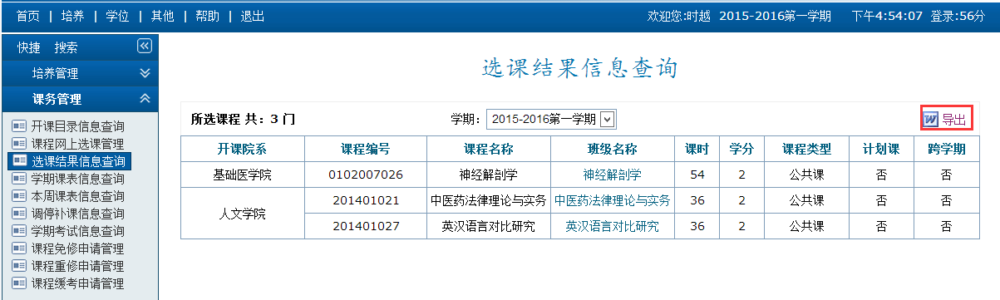 首页 | 培养 | 学位 | 其他 | 帮助 | 退出
欢迎您:时越 2015-2016第一学期 下午4:54:07 登录:56分
快捷 搜索
培养管理
课务管理
开课目录信息查询
课程网上选课管理
选课结果信息查询
学期课表信息查询
本周课表信息查询
调停补课信息查询
学期考试信息查询
课程免修申请管理
课程重修申请管理
课程缓考申请管理
选课结果信息查询
所选课程 共：3 门 学期： 2015-2016第一学期 导出
开课院系 课程编号 课程名称 班级名称 课时 学分 课程类型 计划课 跨学期
基础医学院 0102007026 神经解剖学 神经解剖学 54 2 公共课 否 否
人文学院 201401021 中医药法律理论与实务 中医药法律理论与实务 36 2 公共课 否 否
201401027 英汉语言对比研究 英汉语言对比研究 36 2 公共课 否 否